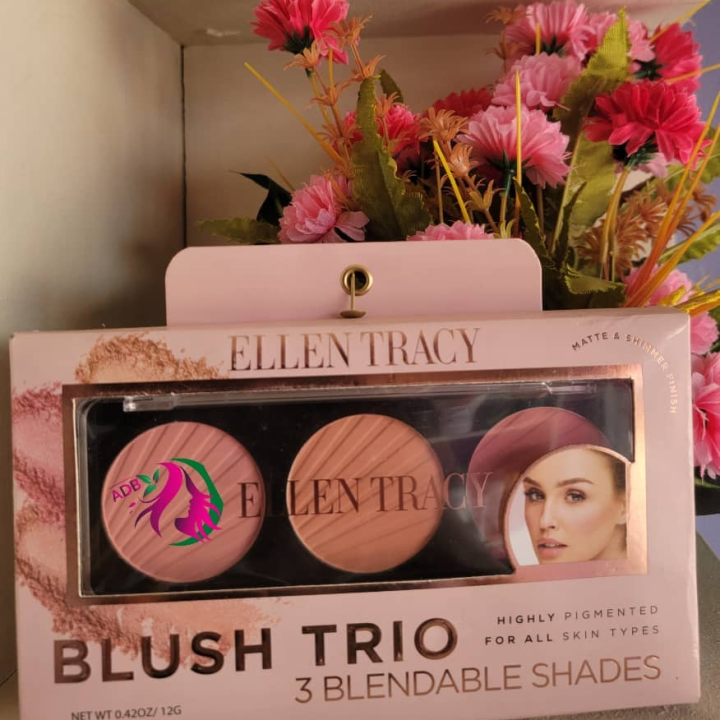 ELLEN TRACY
MATTE & SHIMMER FINISH
ADB
ELLEN TRACY
HIGHLY PIGMENTED
FOR ALL SKIN TYPES
BLUSH TRIO
3 BLENDABLE SHADES
NET WT 0.42OZ/ 12G